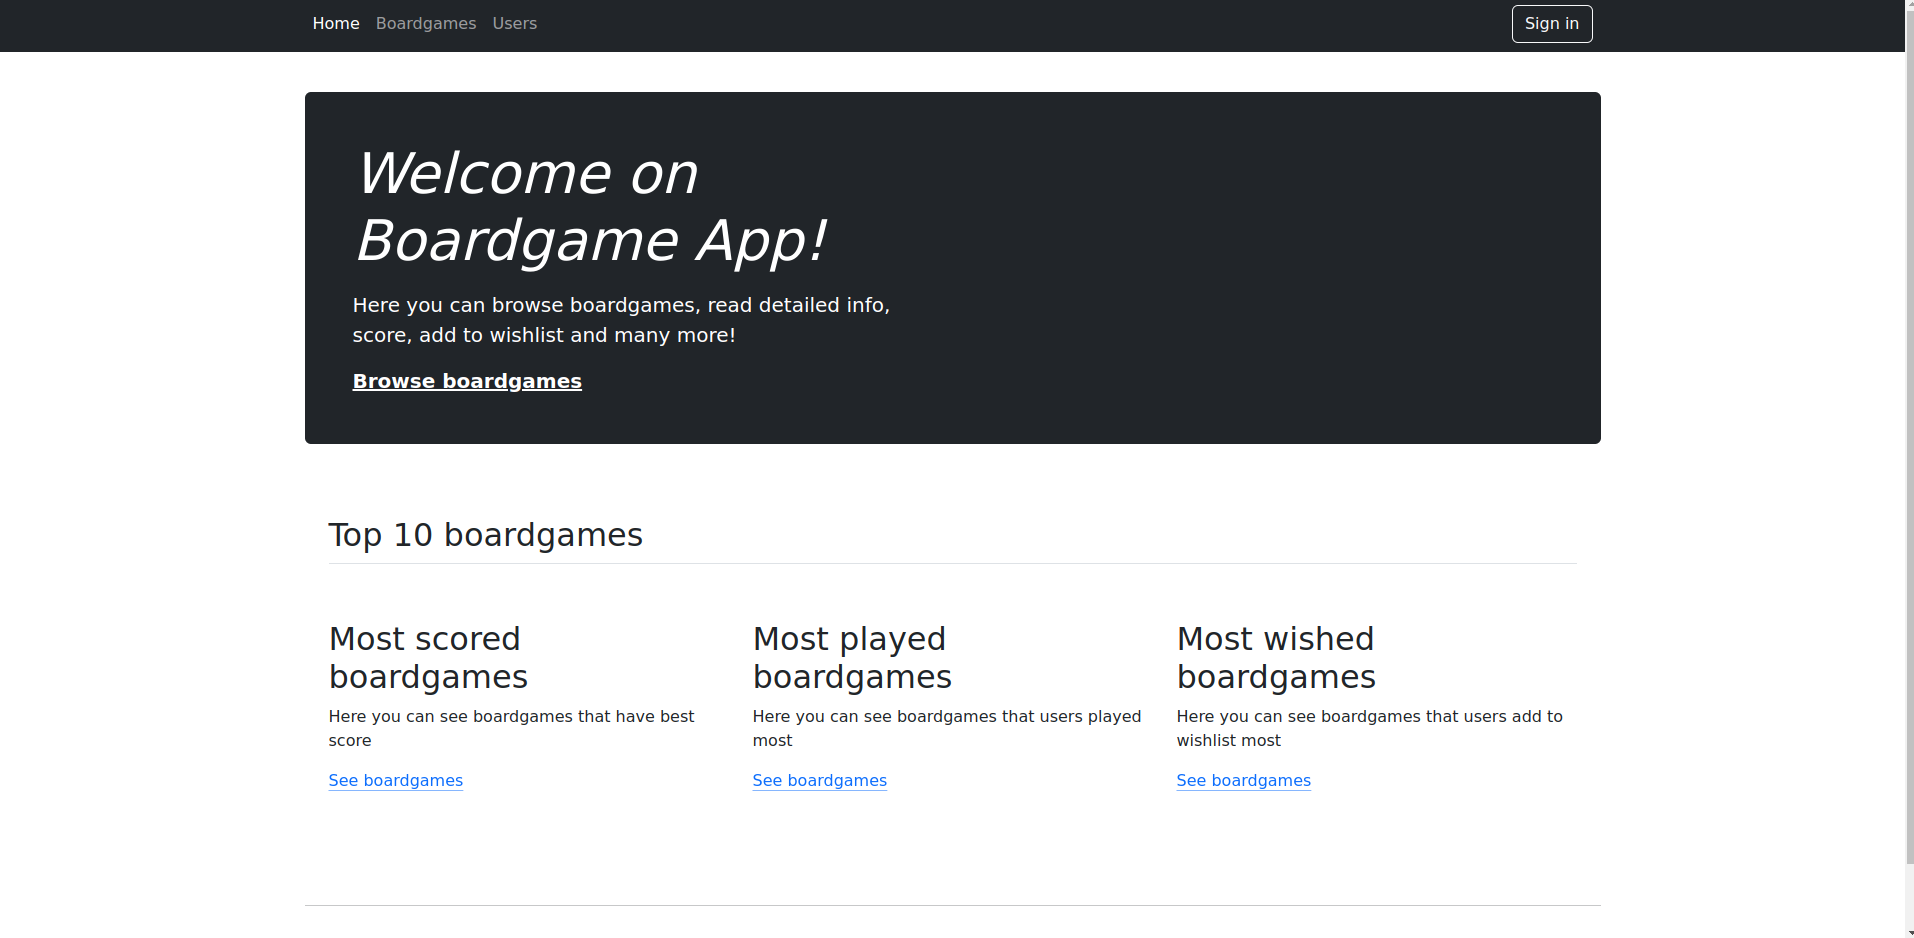 Home Boardgames Users Sign in
Welcome on
Boardgame App!
Here you can browse boardgames, read detailed info,
score, add to wishlist and many more!
Browse boardgames
Top 10 boardgames
Most scored
boardgames
Here you can see boardgames that have best
score
See boardgames
Most played
boardgames
Here you can see boardgames that users played
most
See boardgames
Most wished
boardgames
Here you can see boardgames that users add to
wishlist most
See boardgames